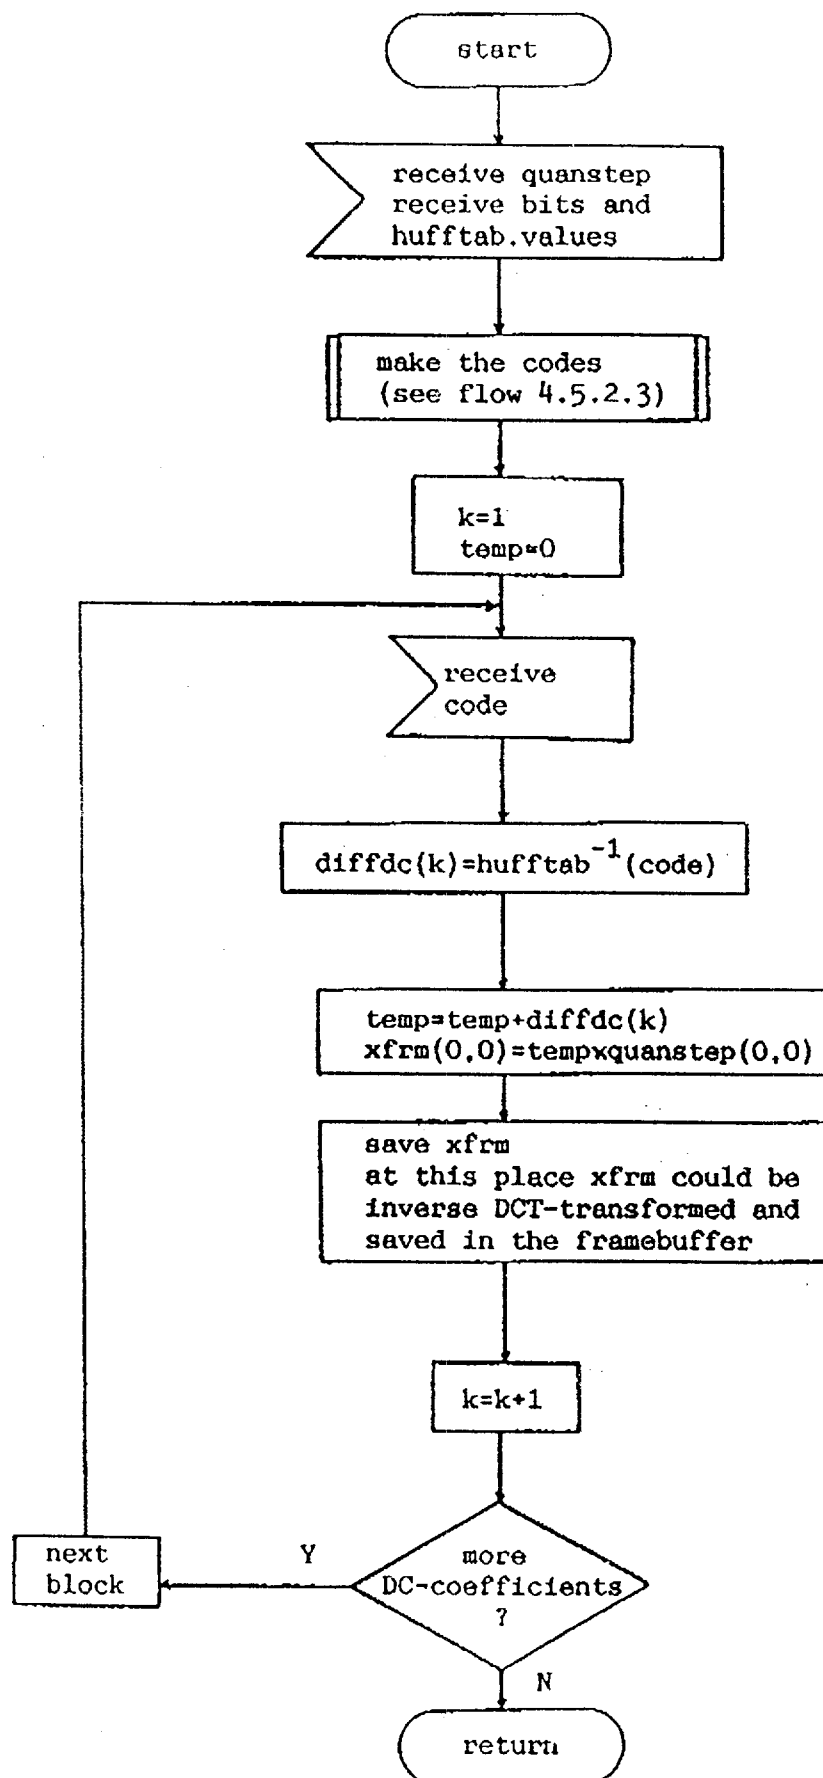 start
receive quanstep
receive bits and
hufftab.values
make the codes
(see flow 4.5.2.3)
k=1
temp=0
receive
code
diffdc(k)=hufftab⁻¹(code)
temp=temp+diffdc(k)
xfrm(0,0)=temp×quanstep(0,0)
save xfrm
at this place xfrm could be
inverse DCT-transformed and
saved in the framebuffer
k=k+1
more
DC-coefficients
?
Y
next
block
N
return